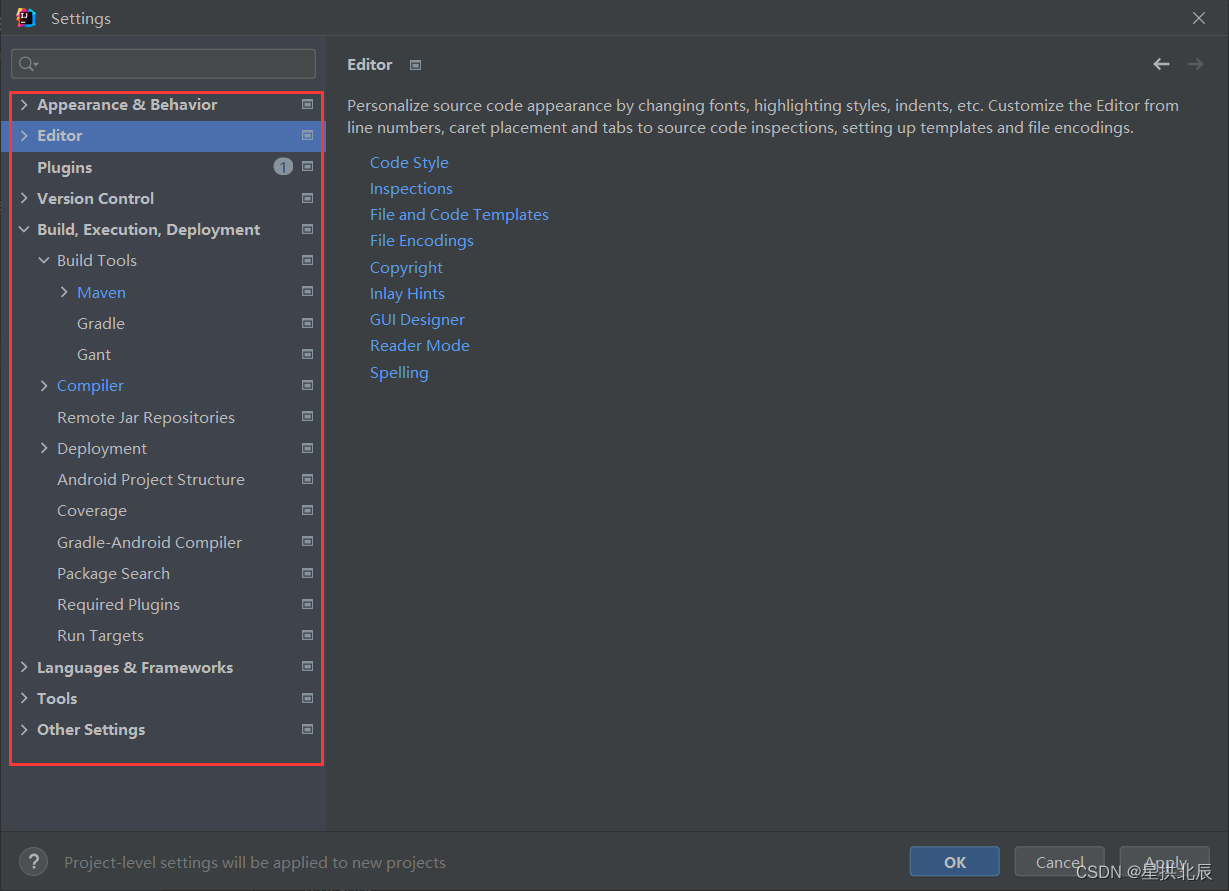 Settings
Appearance & Behavior
Editor
Plugins
1
Version Control
Build, Execution, Deployment
Build Tools
Maven
Gradle
Gant
Compiler
Remote Jar Repositories
Deployment
Android Project Structure
Coverage
Gradle-Android Compiler
Package Search
Required Plugins
Run Targets
Languages & Frameworks
Tools
Other Settings
Editor
Personalize source code appearance by changing fonts, highlighting styles, indents, etc. Customize the Editor from
line numbers, caret placement and tabs to source code inspections, setting up templates and file encodings.
Code Style
Inspections
File and Code Templates
File Encodings
Copyright
Inlay Hints
GUI Designer
Reader Mode
Spelling
? Project-level settings will be applied to new projects
OK
Cancel
Apply
CSDN @星拱北辰